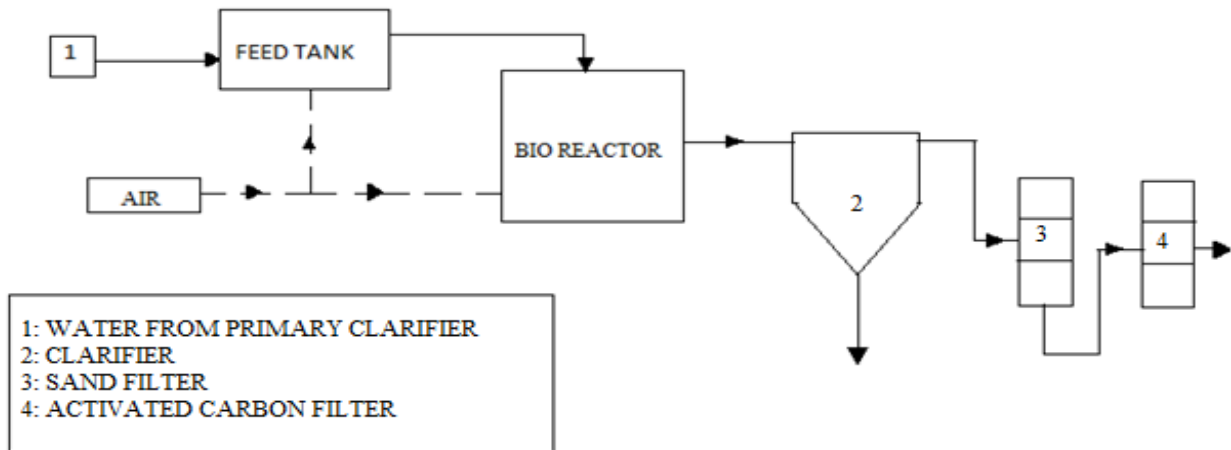 1
FEED TANK
BIO REACTOR
AIR
2
3
4
1: WATER FROM PRIMARY CLARIFIER
2: CLARIFIER
3: SAND FILTER
4: ACTIVATED CARBON FILTER